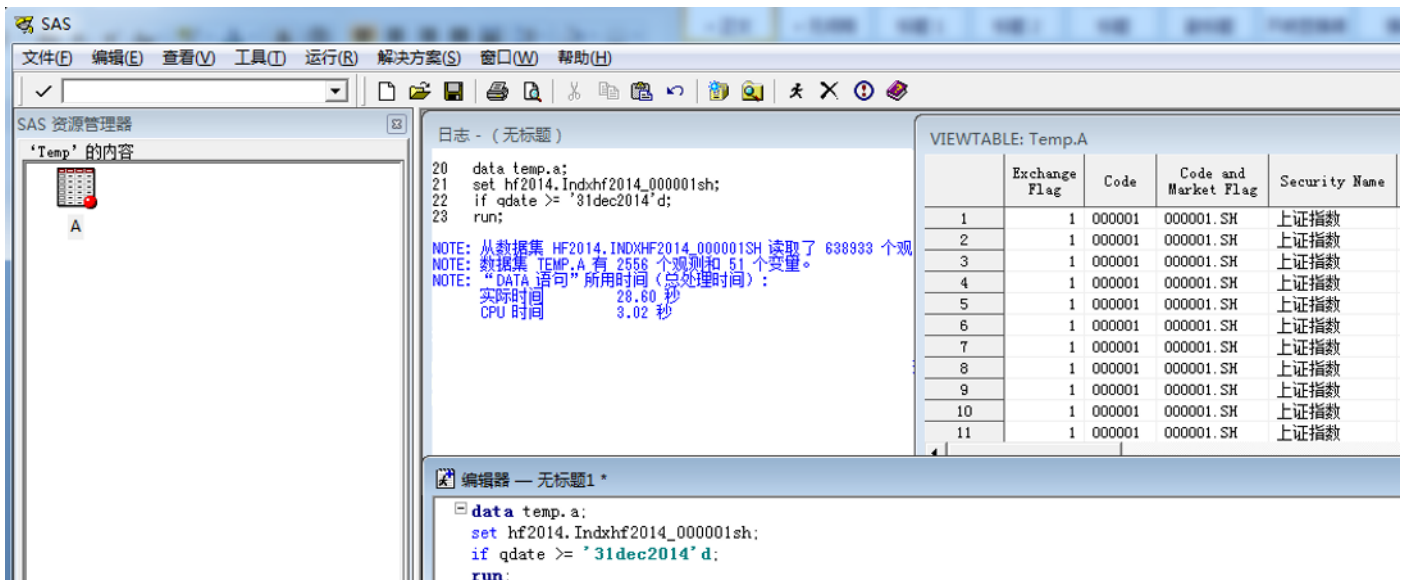 SAS
文件(F) 编辑(E) 查看(V) 工具(T) 运行(R) 解决方案(S) 窗口(W) 帮助(H)
SAS 资源管理器
‘Temp’的内容
A
日志 - (无标题)
20 data temp.a;
21 set hf2014.Indxhf2014_000001sh;
22 if qdate >= '31dec2014'd;
23 run;
NOTE: 从数据集 HF2014.INDXHF2014_000001SH 读取了 638933 个观
NOTE: 数据集 TEMP.A 有 2556 个观测和 51 个变量。
NOTE: “DATA 语句”所用时间(总处理时间):
实际时间 28.60 秒
CPU 时间 3.02 秒
VIEWTABLE: Temp.A
Exchange Flag Code Code and Market Flag Security Name
1 1 000001 000001.SH 上证指数
2 1 000001 000001.SH 上证指数
3 1 000001 000001.SH 上证指数
4 1 000001 000001.SH 上证指数
5 1 000001 000001.SH 上证指数
6 1 000001 000001.SH 上证指数
7 1 000001 000001.SH 上证指数
8 1 000001 000001.SH 上证指数
9 1 000001 000001.SH 上证指数
10 1 000001 000001.SH 上证指数
11 1 000001 000001.SH 上证指数
编辑器 — 无标题1 *
data temp.a;
set hf2014.Indxhf2014_000001sh;
if qdate >= '31dec2014'd;
run;